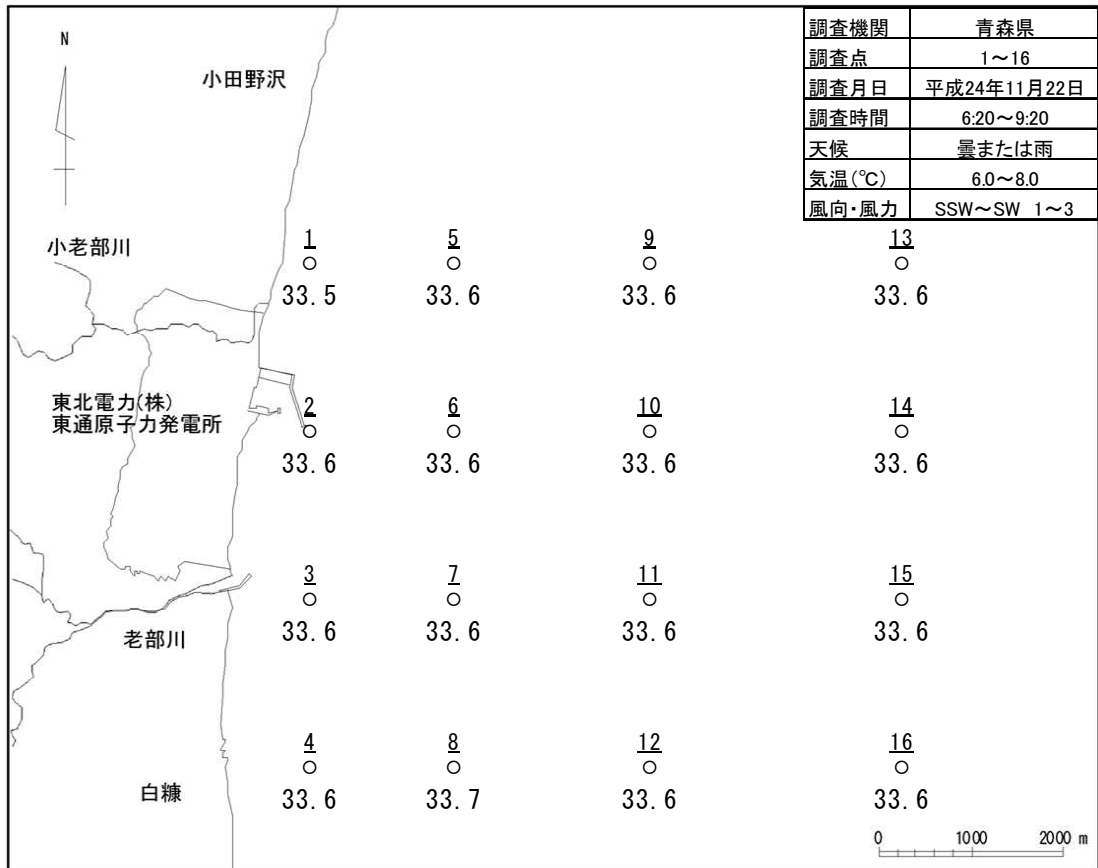 調査機関 青森県
調査点 1～16
調査月日 平成24年11月22日
調査時間 6:20～9:20
天候 曇または雨
気温(℃) 6.0～8.0
風向・風力 SSW～SW 1～3
N
小田野沢
小老部川
1 5 9 13
33.5 33.6 33.6 33.6
東北電力(株)
東通原子力発電所
2 6 10 14
33.6 33.6 33.6 33.6
3 7 11 15
33.6 33.6 33.6 33.6
老部川
4 8 12 16
33.6 33.7 33.6 33.6
白糠
0 1000 2000 m